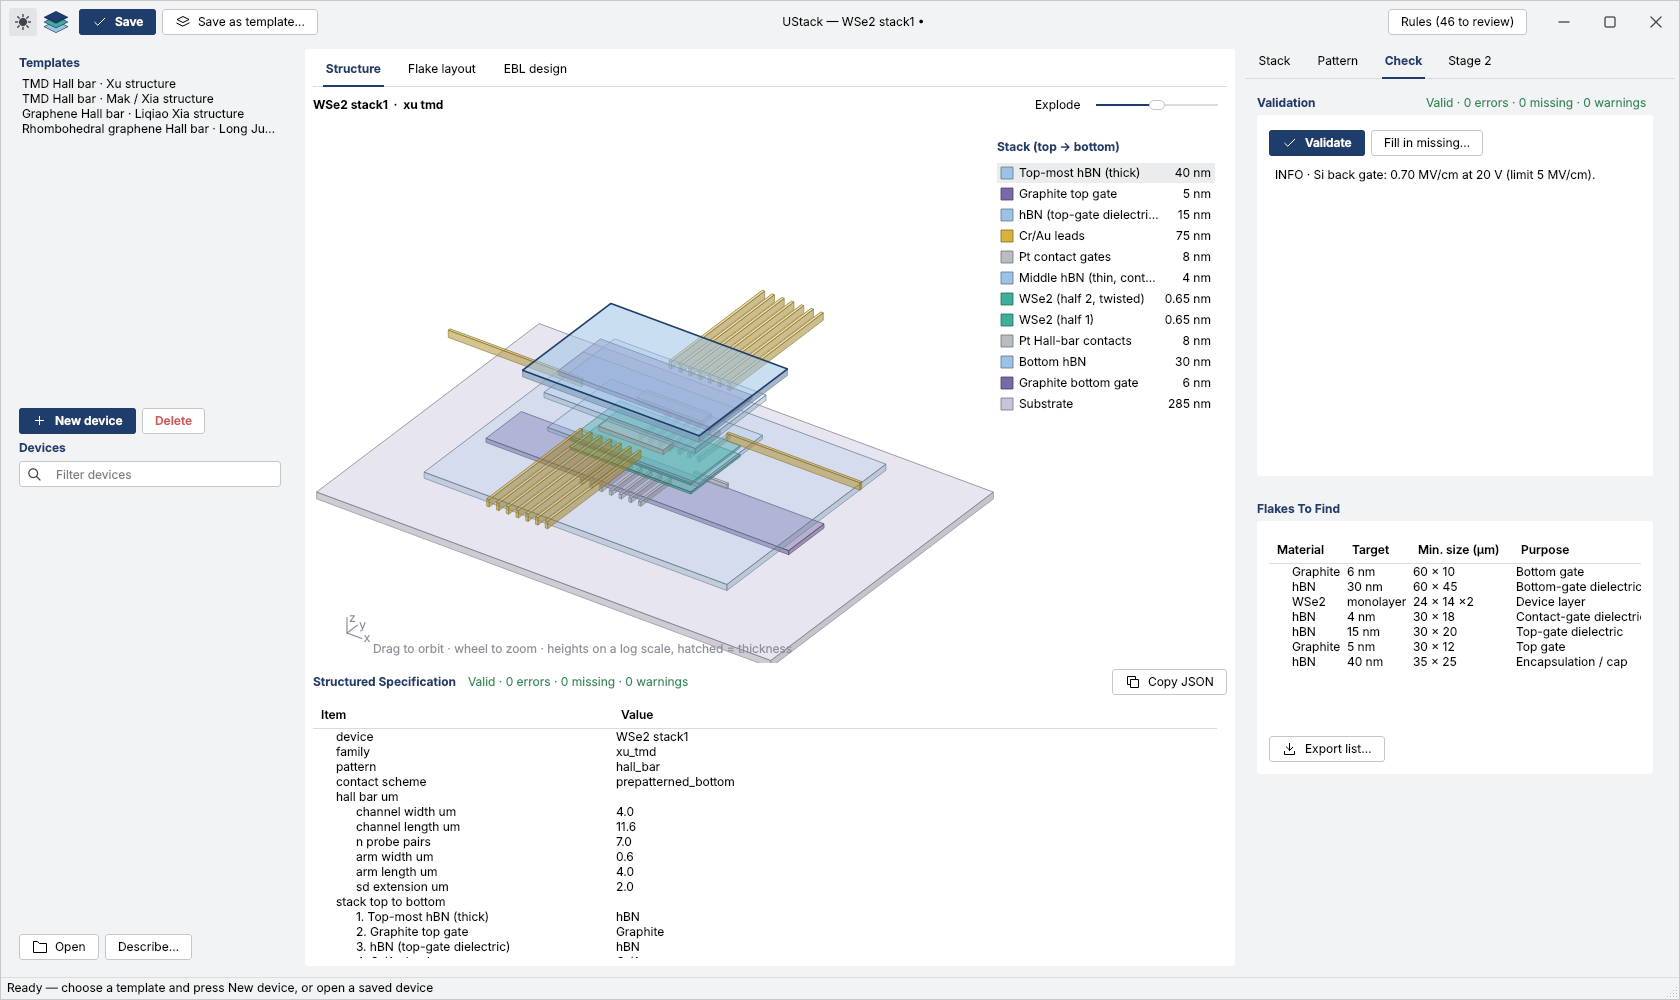 Save
Save as template...
UStack — WSe2 stack1 •
Rules (46 to review)
Templates
TMD Hall bar · Xu structure
TMD Hall bar · Mak / Xia structure
Graphene Hall bar · Liqiao Xia structure
Rhombohedral graphene Hall bar · Long Ju...
New device
Delete
Devices
Filter devices
Open
Describe...
Structure
Flake layout
EBL design
WSe2 stack1 · xu tmd
Explode
Stack (top → bottom)
Top-most hBN (thick) 40 nm
Graphite top gate 5 nm
hBN (top-gate dielectri... 15 nm
Cr/Au leads 75 nm
Pt contact gates 8 nm
Middle hBN (thin, cont... 4 nm
WSe2 (half 2, twisted) 0.65 nm
WSe2 (half 1) 0.65 nm
Pt Hall-bar contacts 8 nm
Bottom hBN 30 nm
Graphite bottom gate 6 nm
Substrate 285 nm
z
y
x
Drag to orbit · wheel to zoom · heights on a log scale, hatched = thickness
Structured Specification Valid · 0 errors · 0 missing · 0 warnings
Copy JSON
Item Value
device WSe2 stack1
family xu_tmd
pattern hall_bar
contact scheme prepatterned_bottom
hall bar um
channel width um 4.0
channel length um 11.6
n probe pairs 7.0
arm width um 0.6
arm length um 4.0
sd extension um 2.0
stack top to bottom
1. Top-most hBN (thick) hBN
2. Graphite top gate Graphite
3. hBN (top-gate dielectric) hBN
Stack
Pattern
Check
Stage 2
Validation Valid · 0 errors · 0 missing · 0 warnings
Validate
Fill in missing...
INFO · Si back gate: 0.70 MV/cm at 20 V (limit 5 MV/cm).
Flakes To Find
Material Target Min. size (µm) Purpose
Graphite 6 nm 60 × 10 Bottom gate
hBN 30 nm 60 × 45 Bottom-gate dielectric
WSe2 monolayer 24 × 14 ×2 Device layer
hBN 4 nm 30 × 18 Contact-gate dielectric
hBN 15 nm 30 × 20 Top-gate dielectric
Graphite 5 nm 30 × 12 Top gate
hBN 40 nm 35 × 25 Encapsulation / cap
Export list...
Ready — choose a template and press New device, or open a saved device